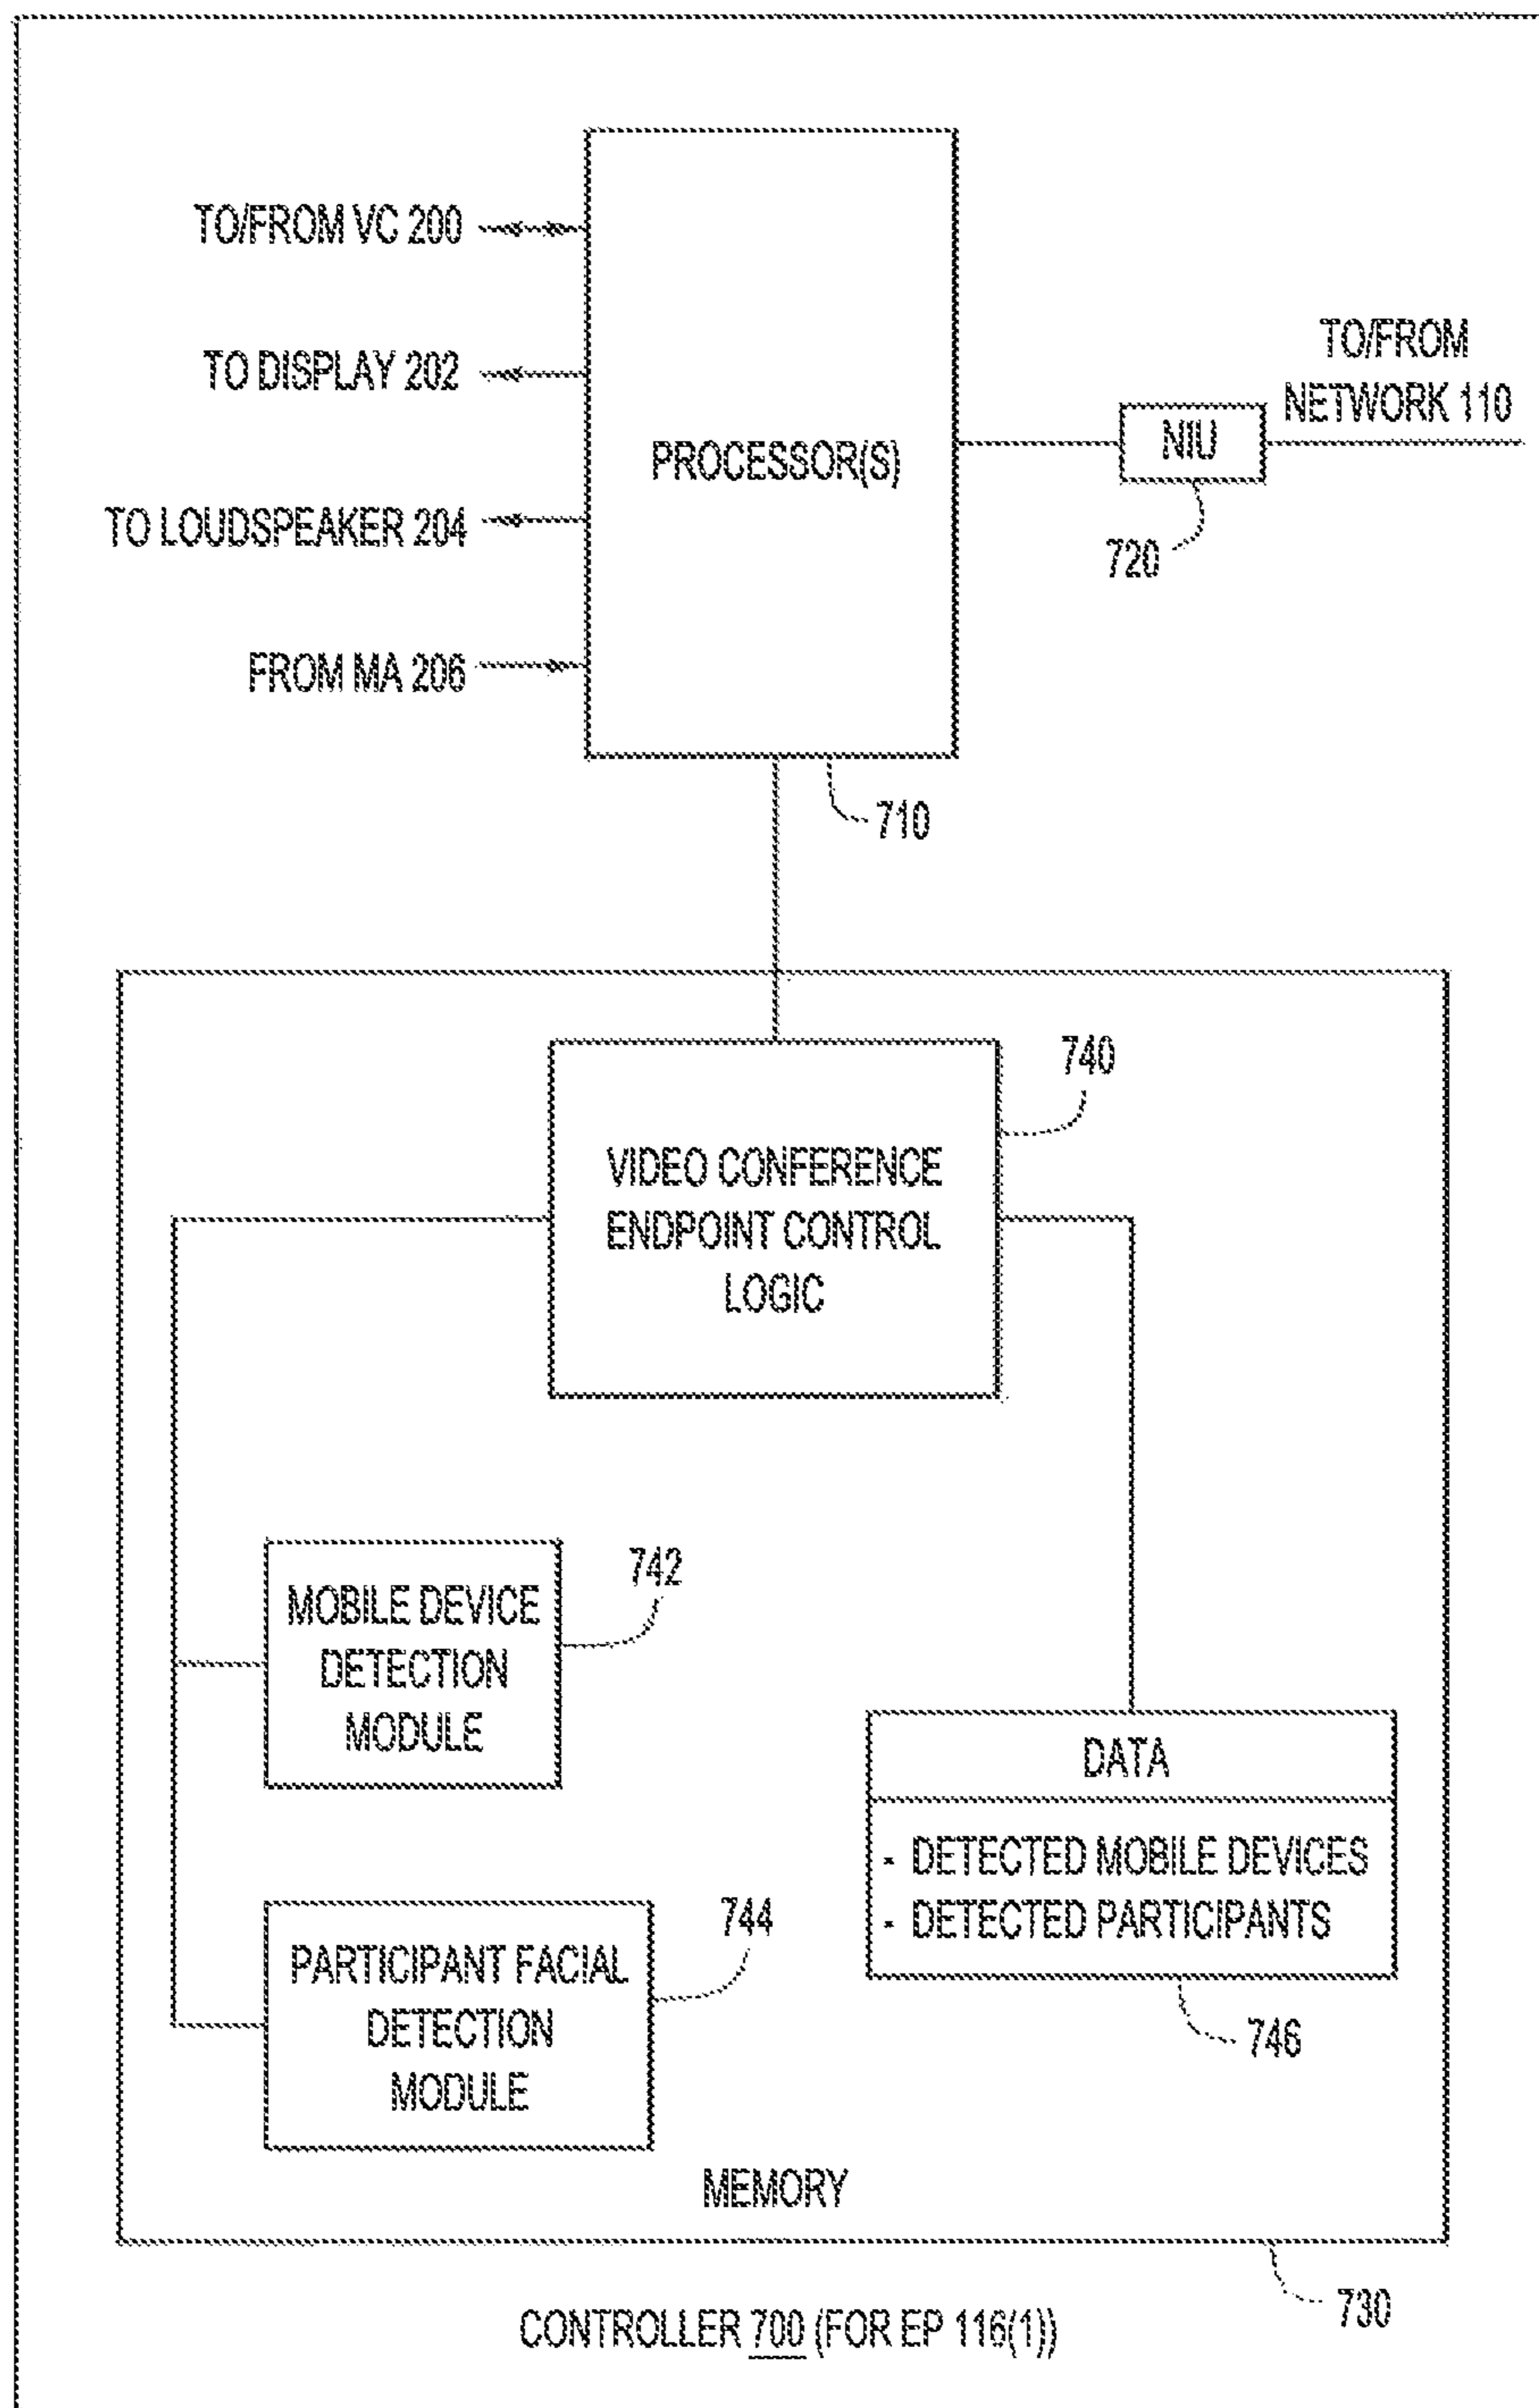 TO/FROM VC 200
TO DISPLAY 202
TO LOUDSPEAKER 204
FROM MA 206
PROCESSOR(S)
710
NIU
720
TO/FROM
NETWORK 110
740
VIDEO CONFERENCE
ENDPOINT CONTROL
LOGIC
742
MOBILE DEVICE
DETECTION
MODULE
744
PARTICIPANT FACIAL
DETECTION
MODULE
DATA
- DETECTED MOBILE DEVICES
- DETECTED PARTICIPANTS
746
MEMORY
730
CONTROLLER 700 (FOR EP 116(1))